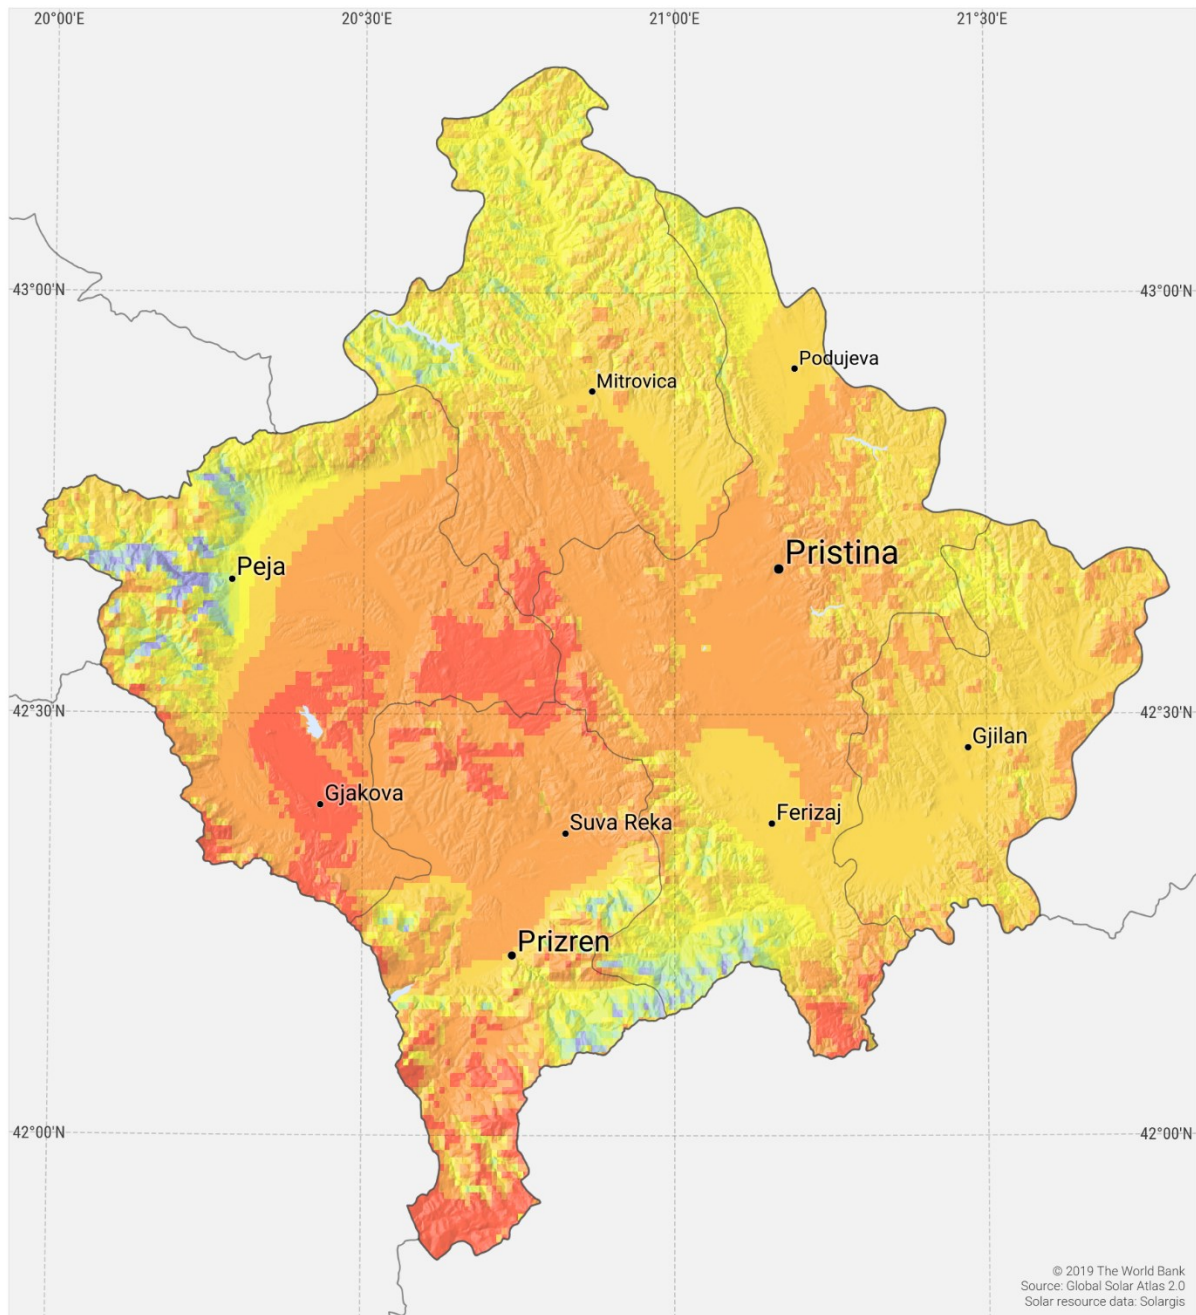 20°00'E
20°30'E
21°00'E
21°30'E
43°00'N
43°00'N
Podujeva
Mitrovica
Pristina
Peja
42°30'N
42°30'N
Gjilan
Gjakova
Ferizaj
Suva Reka
Prizren
42°00'N
42°00'N
© 2019 The World Bank
Source: Global Solar Atlas 2.0
Solar resource data: Solargis